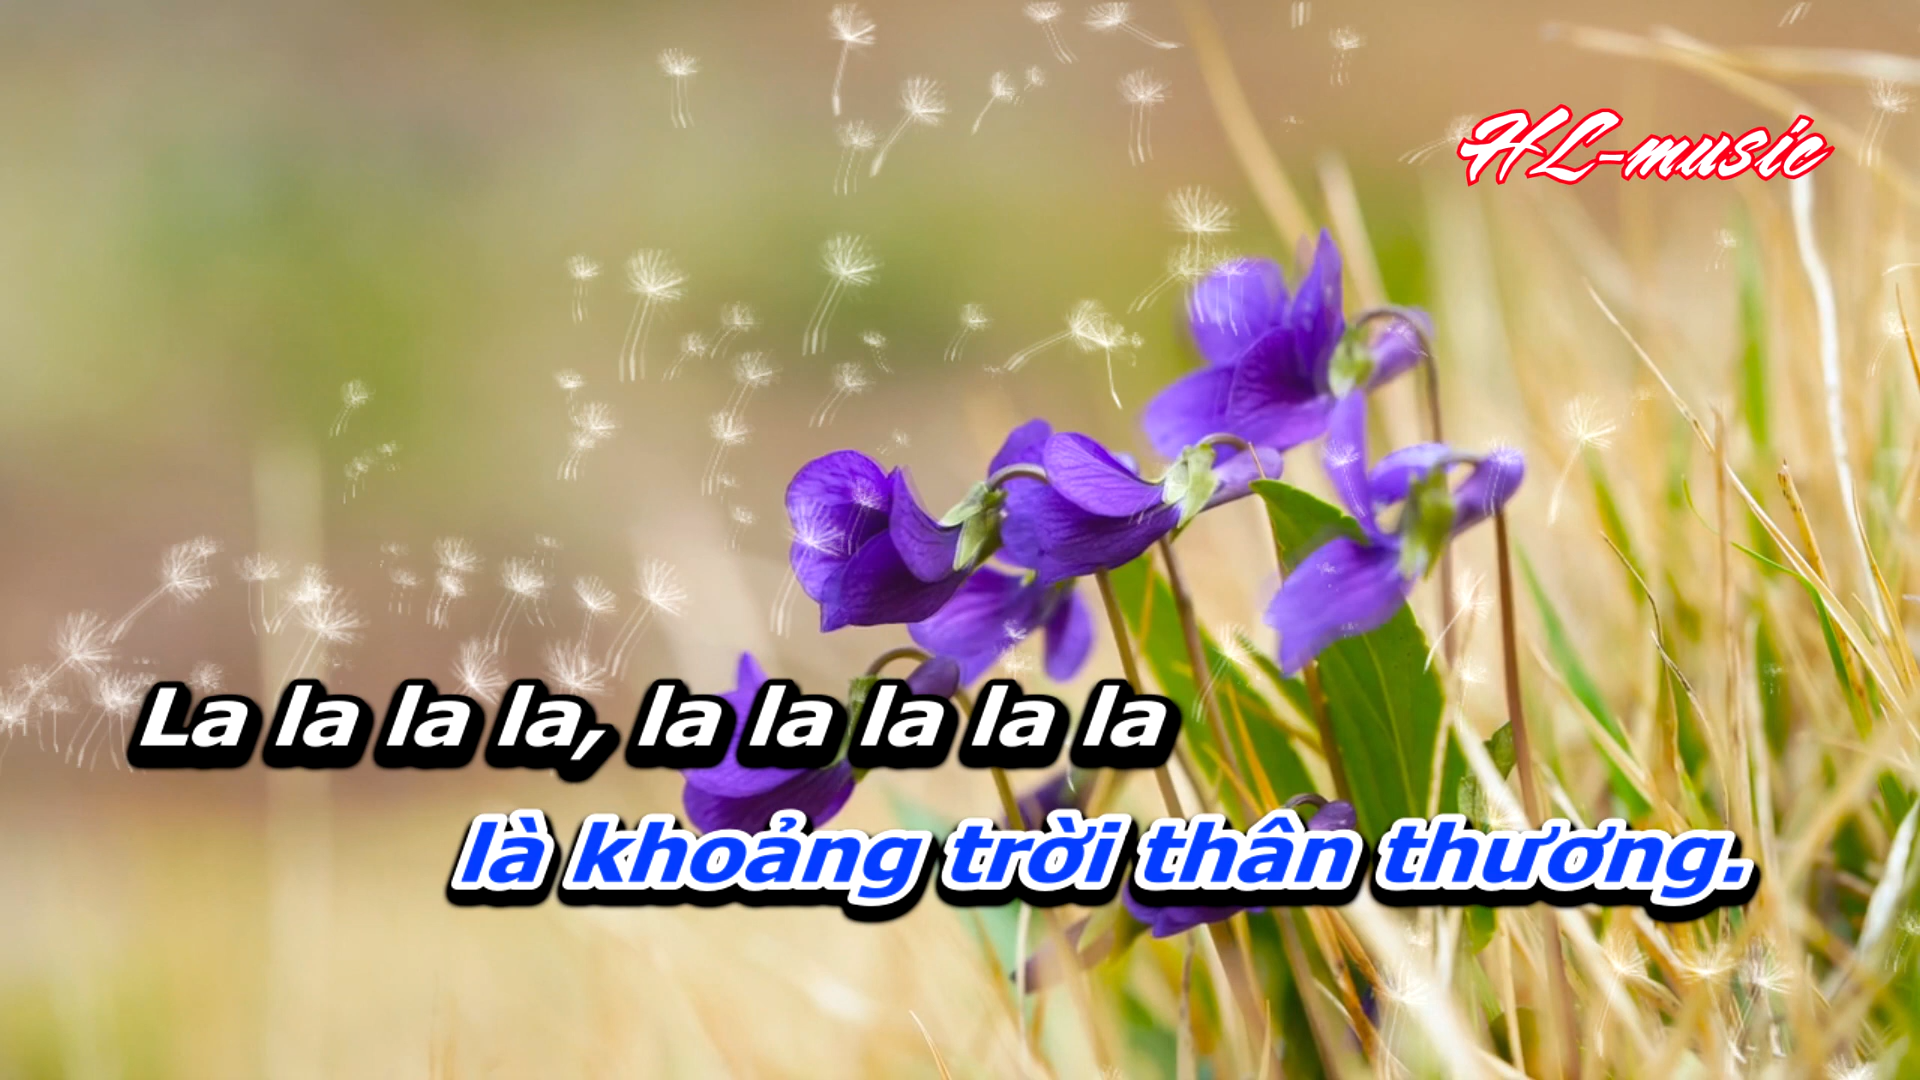 HL-music
La la la la, la la la la la
là khoảng trời thân thương.